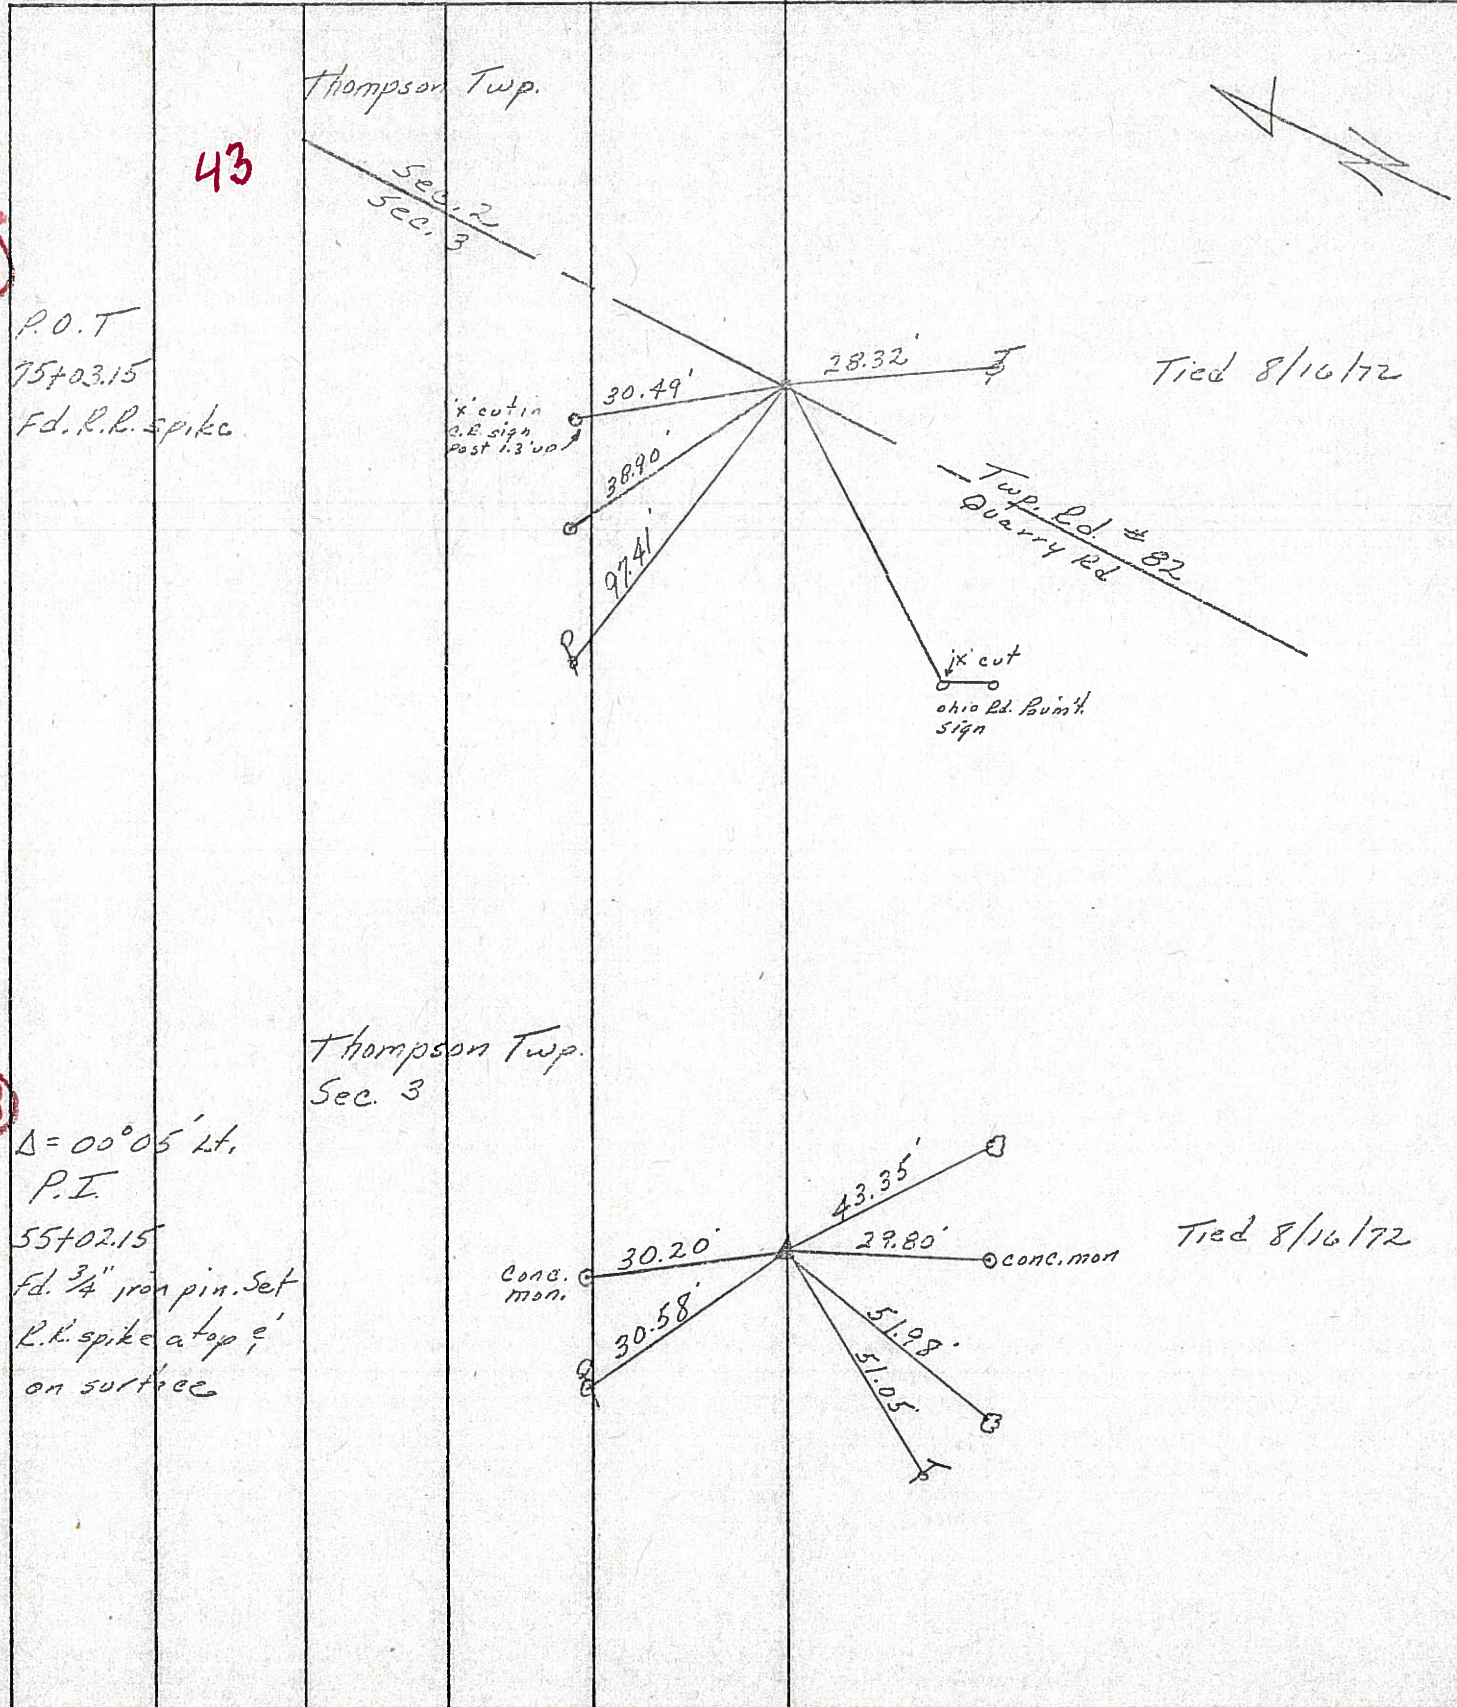 Thompson Twp.
43
Sec. 2
Sec. 3
P.O.T
75+03.15
Fd. R.R. spike
'x' cut in
C.R. sign
Post 1.3' up
30.49'
28.32'
38.90'
97.41'
Tied 8/16/72
Twp. Rd. #82
Quarry Rd
'x' cut
Ohio Rd.
sign
Thompson Twp.
Sec. 3
Δ = 00°05' Lt.
P.I.
55+02.15
Fd. 3/4" iron pin. Set
R.R. spike atop &
on surface
Conc.
mon.
30.20'
30.58'
43.35'
29.80'
conc. mon
51.98'
51.05'
Tied 8/16/72